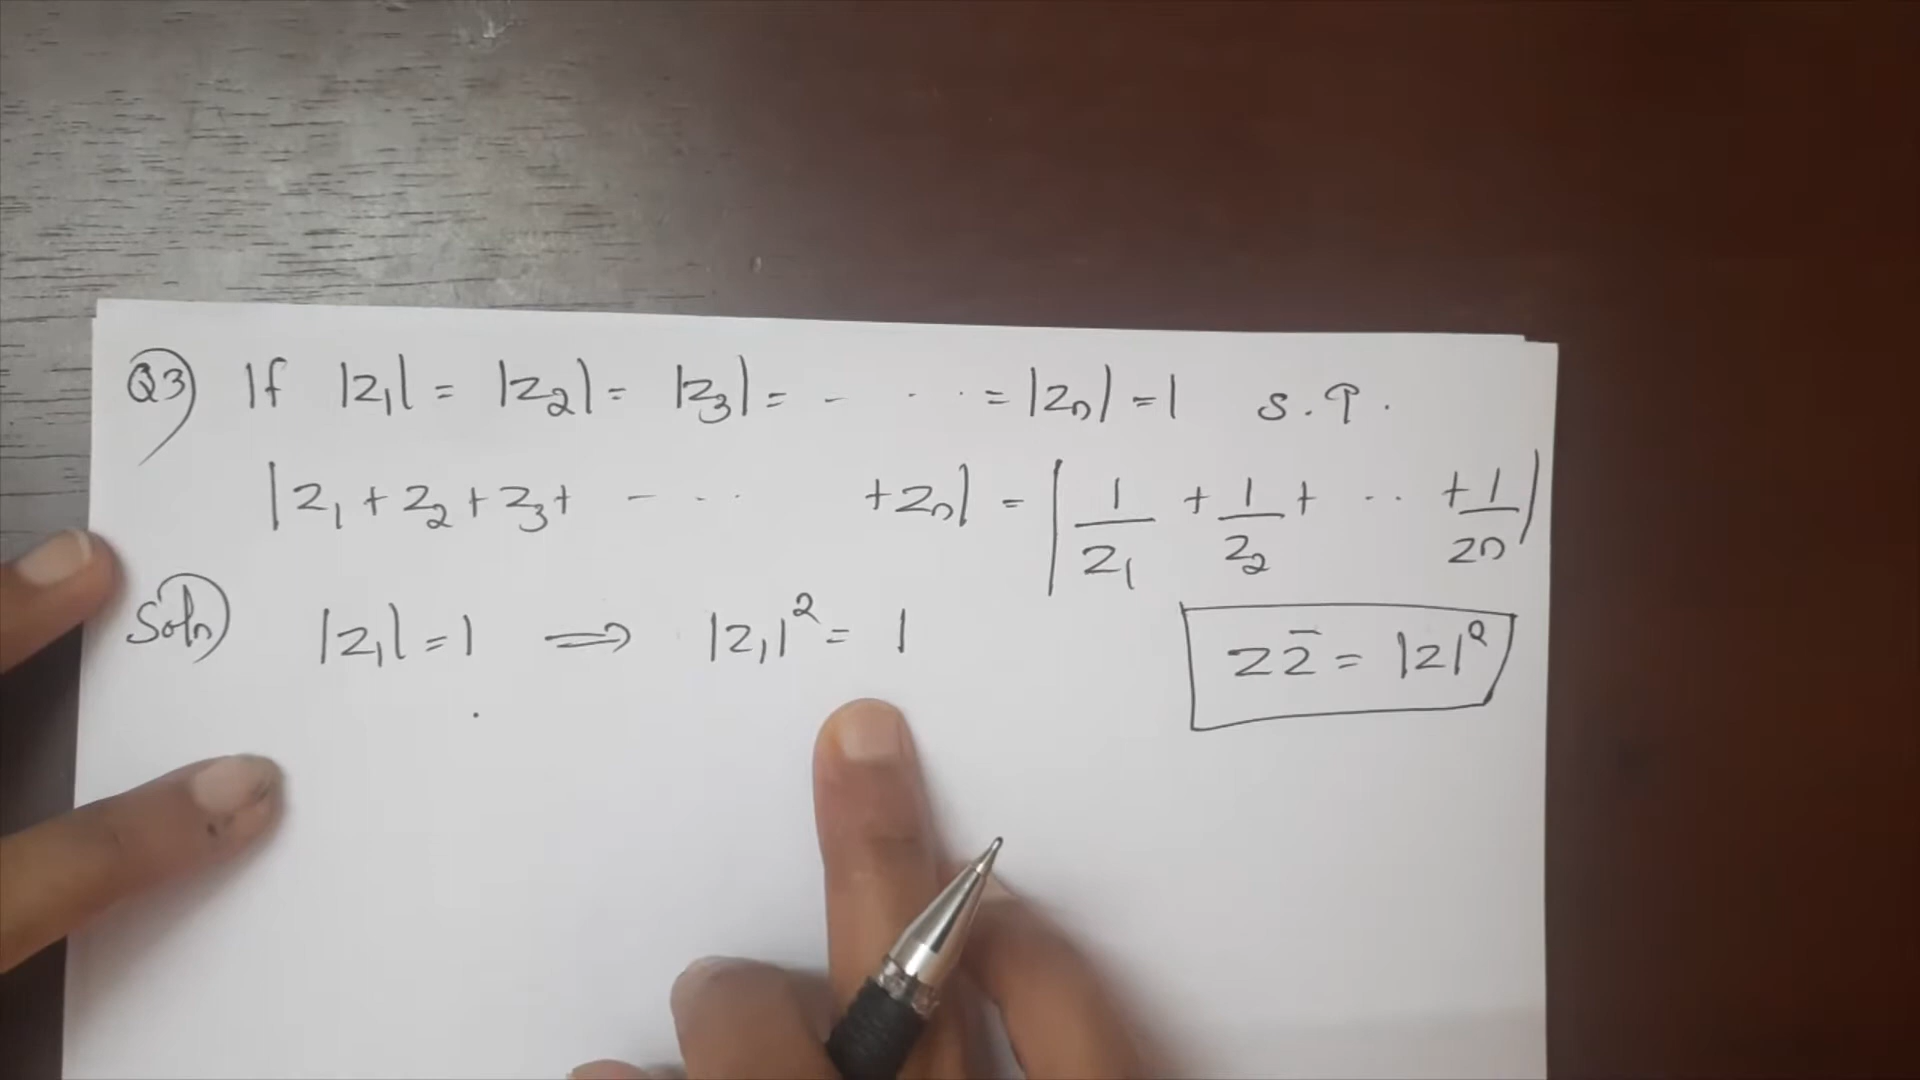 Q3) If |z₁| = |z₂| = |z₃| = - · · · = |zₙ| = 1 S.T.
|z₁ + z₂ + z₃ + - - · · + zₙ| = |1/z₁ + 1/z₂ + · · · + 1/zₙ|
Soln) |z₁| = 1 ⟹ |z₁|² = 1
z z̄ = |z|²